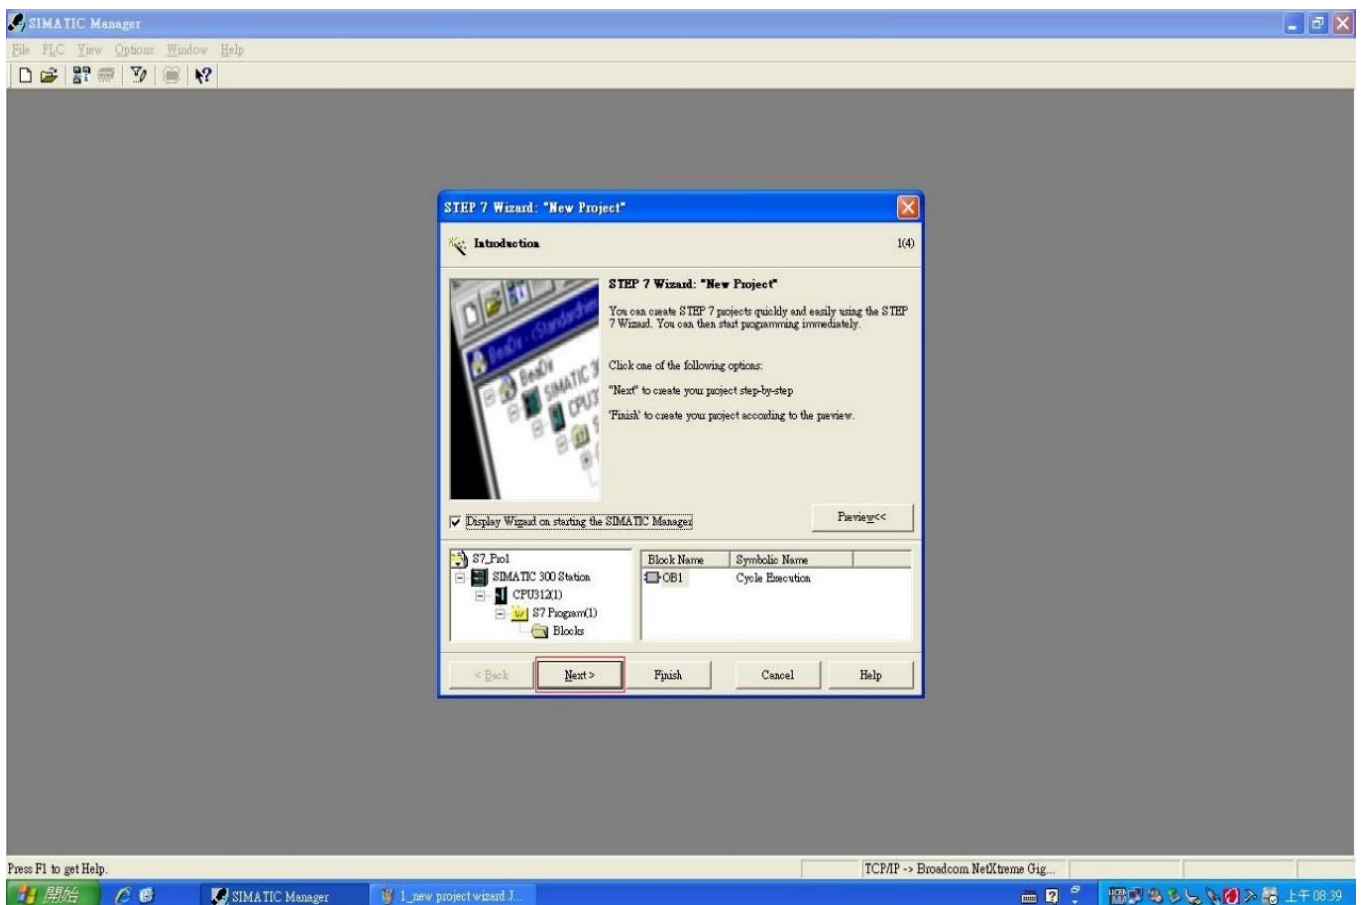 SIMATIC Manager
File PLC View Options Window Help
STEP 7 Wizard: "New Project"
Introduction 1(4)
STEP 7 Wizard: "New Project"
You can create STEP 7 projects quickly and easily using the STEP
7 Wizard. You can then start programming immediately.
Click one of the following options:
"Next" to create your project step-by-step
'Finish' to create your project according to the preview.
BeaDi - <Standardhier
BeaDi
SIMATIC 3
CPU3
S
Display Wizard on starting the SIMATIC Manager
Preview<<
S7_Pro1
SIMATIC 300 Station
CPU312(1)
S7 Program(1)
Blocks
Block Name Symbolic Name
OB1 Cycle Execution
< Back Next > Finish Cancel Help
Press F1 to get Help.
TCP/IP -> Broadcom NetXtreme Gig...
開始 SIMATIC Manager 1_new project wizard J... 上午 08:39